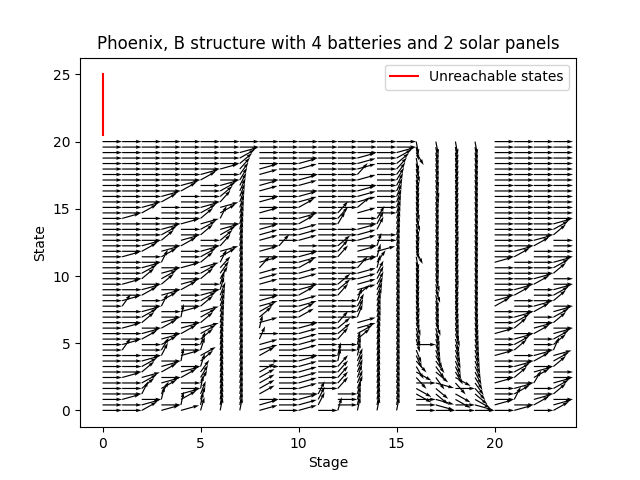 Phoenix, B structure with 4 batteries and 2 solar panels
Unreachable states
25
20
15
10
5
0
State
0 5 10 15 20
Stage